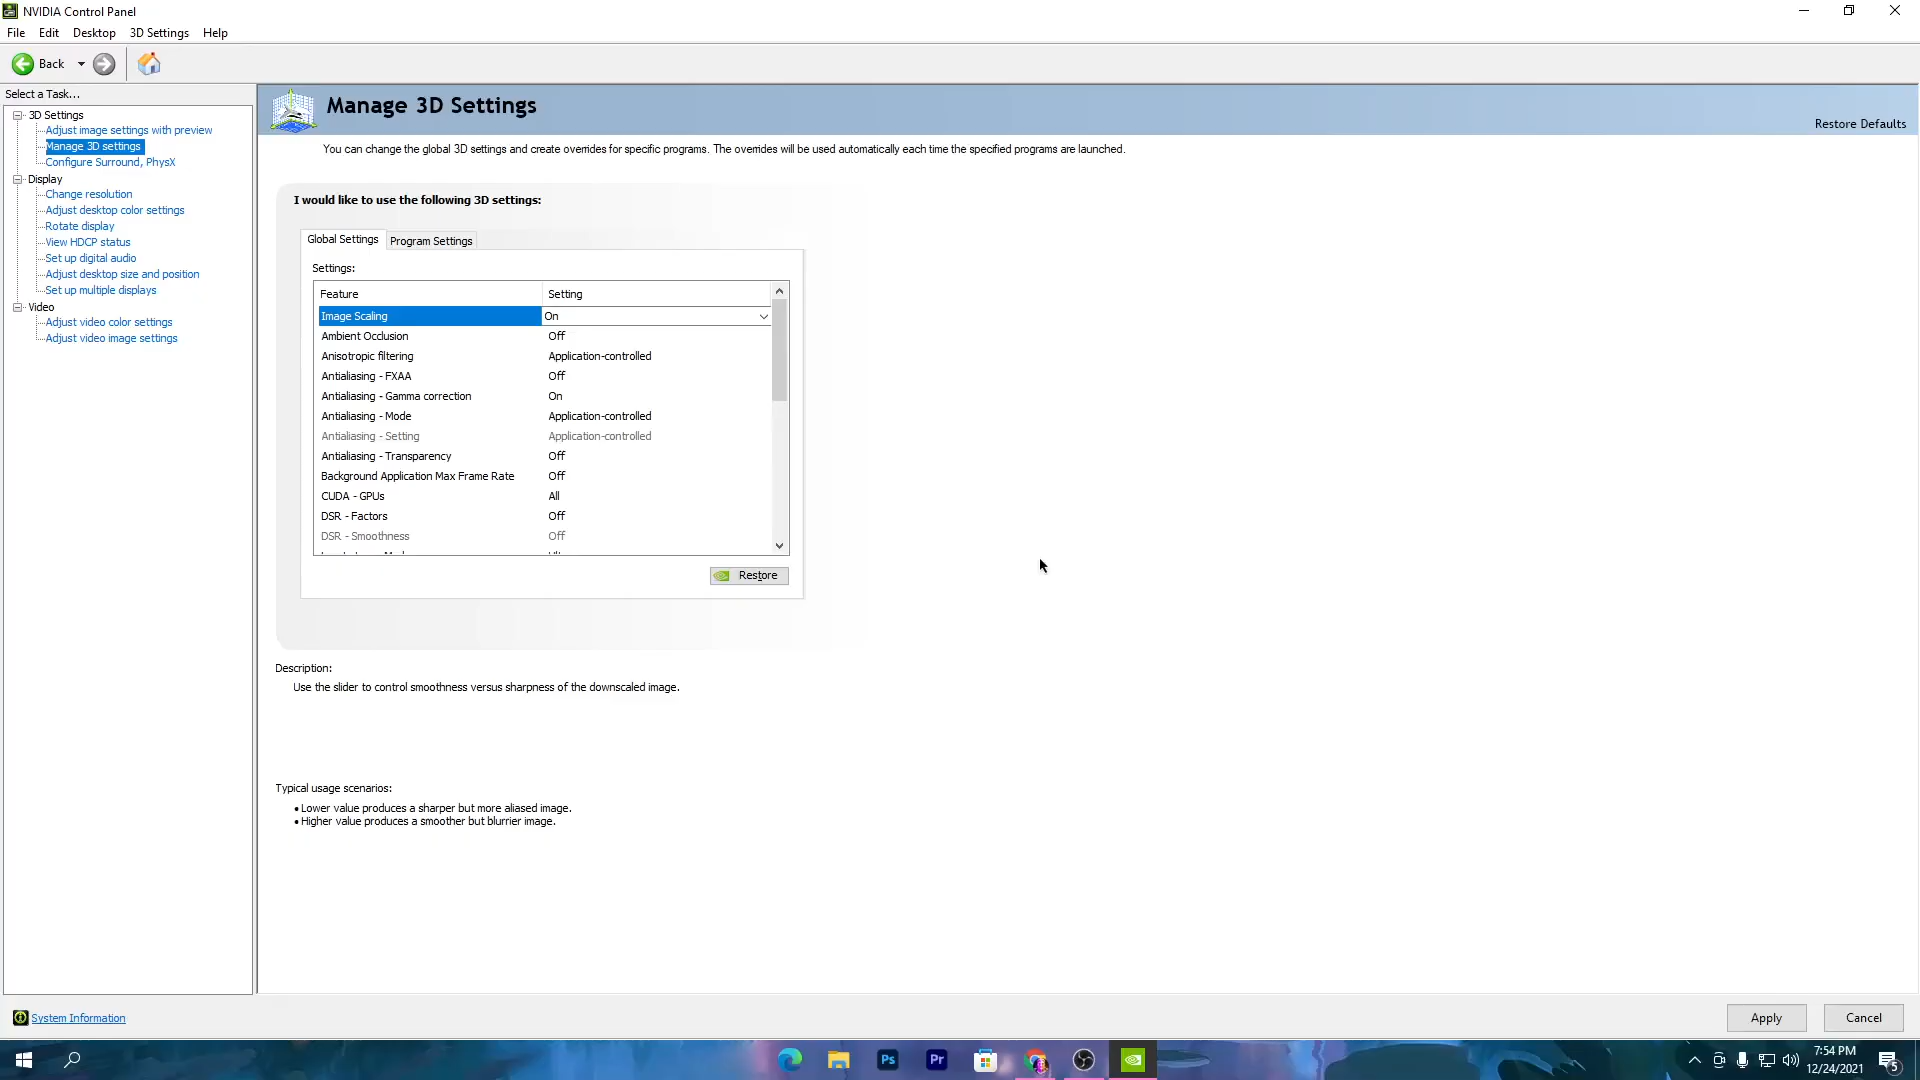 NVIDIA Control Panel
File Edit Desktop 3D Settings Help
Back
Select a Task...
3D Settings
Adjust image settings with preview
Manage 3D settings
Configure Surround, PhysX
Display
Change resolution
Adjust desktop color settings
Rotate display
View HDCP status
Set up digital audio
Adjust desktop size and position
Set up multiple displays
Video
Adjust video color settings
Adjust video image settings
Manage 3D Settings
Restore Defaults
You can change the global 3D settings and create overrides for specific programs. The overrides will be used automatically each time the specified programs are launched.
I would like to use the following 3D settings:
Global Settings Program Settings
Settings:
Feature Setting
Image Scaling On
Ambient Occlusion Off
Anisotropic filtering Application-controlled
Antialiasing - FXAA Off
Antialiasing - Gamma correction On
Antialiasing - Mode Application-controlled
Antialiasing - Setting Application-controlled
Antialiasing - Transparency Off
Background Application Max Frame Rate Off
CUDA - GPUs All
DSR - Factors Off
DSR - Smoothness Off
Restore
Description:
Use the slider to control smoothness versus sharpness of the downscaled image.
Typical usage scenarios:
• Lower value produces a sharper but more aliased image.
• Higher value produces a smoother but blurrier image.
System Information
Apply Cancel
Ps Pr
7:54 PM
12/24/2021
5